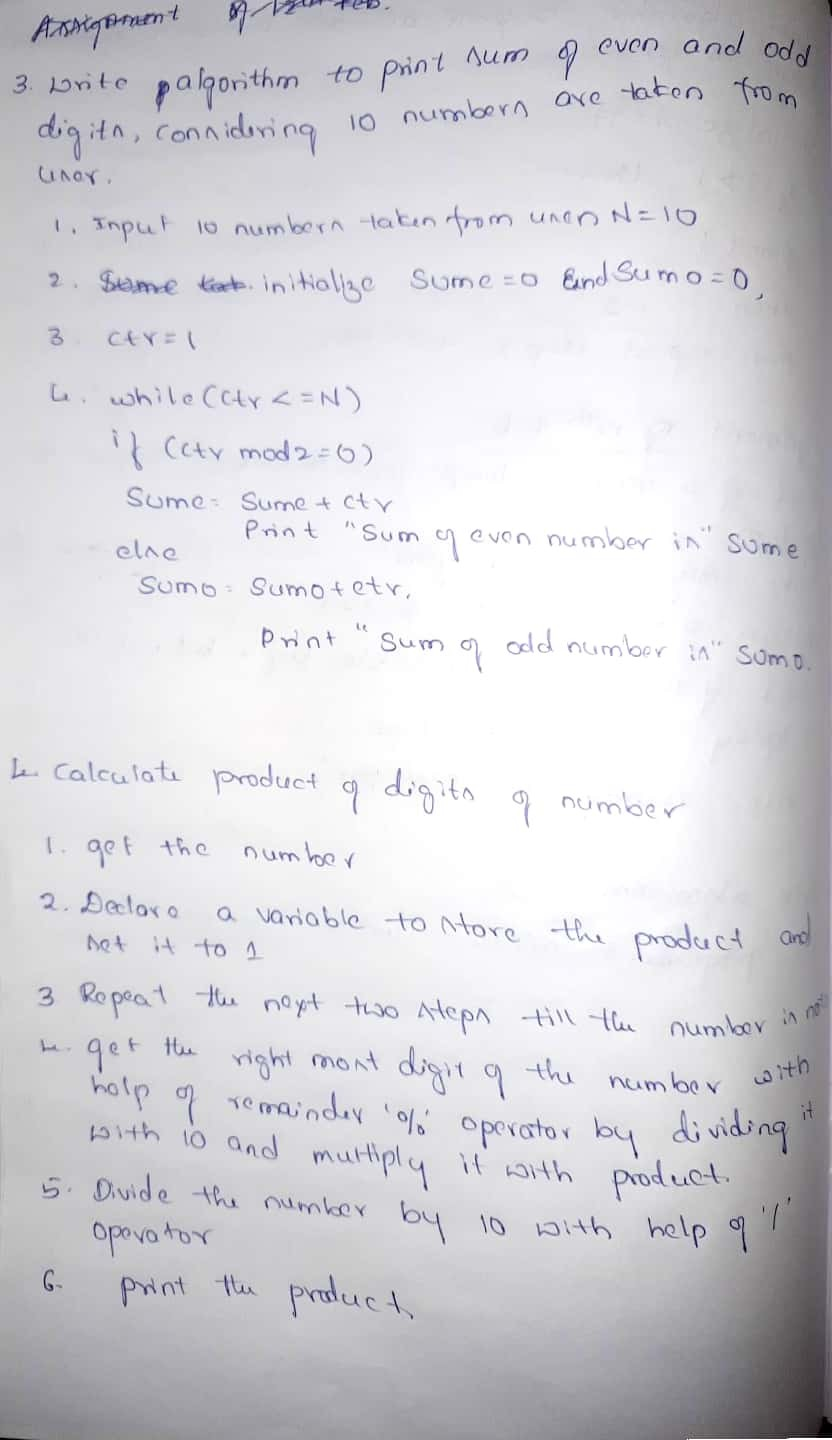 Assignment of
3. Write algorithm to print sum of even and odd
digits, considering 10 numbers are taken from
user.
1. Input 10 numbers taken from user N=10
2. initialize Sume=0 and Sumo=0,
3 ctr=1
4. while (Ctr <=N)
if (Ctr mod2=0)
Sume= Sume + ctr
Print "Sum of even number is" Sume
else
Sumo= Sumo+ctr.
Print "Sum of odd number is" Sumo.
4. Calculate product of digits of number
1. get the number
2. Declare a variable to store the product and
set it to 1
3 Repeat the next two steps till the number is not
4. get the right most digit of the number with
help of remainder '%' operator by dividing it
with 10 and multiply it with product.
5. Divide the number by 10 with help of '/'
Operator
6. print the product